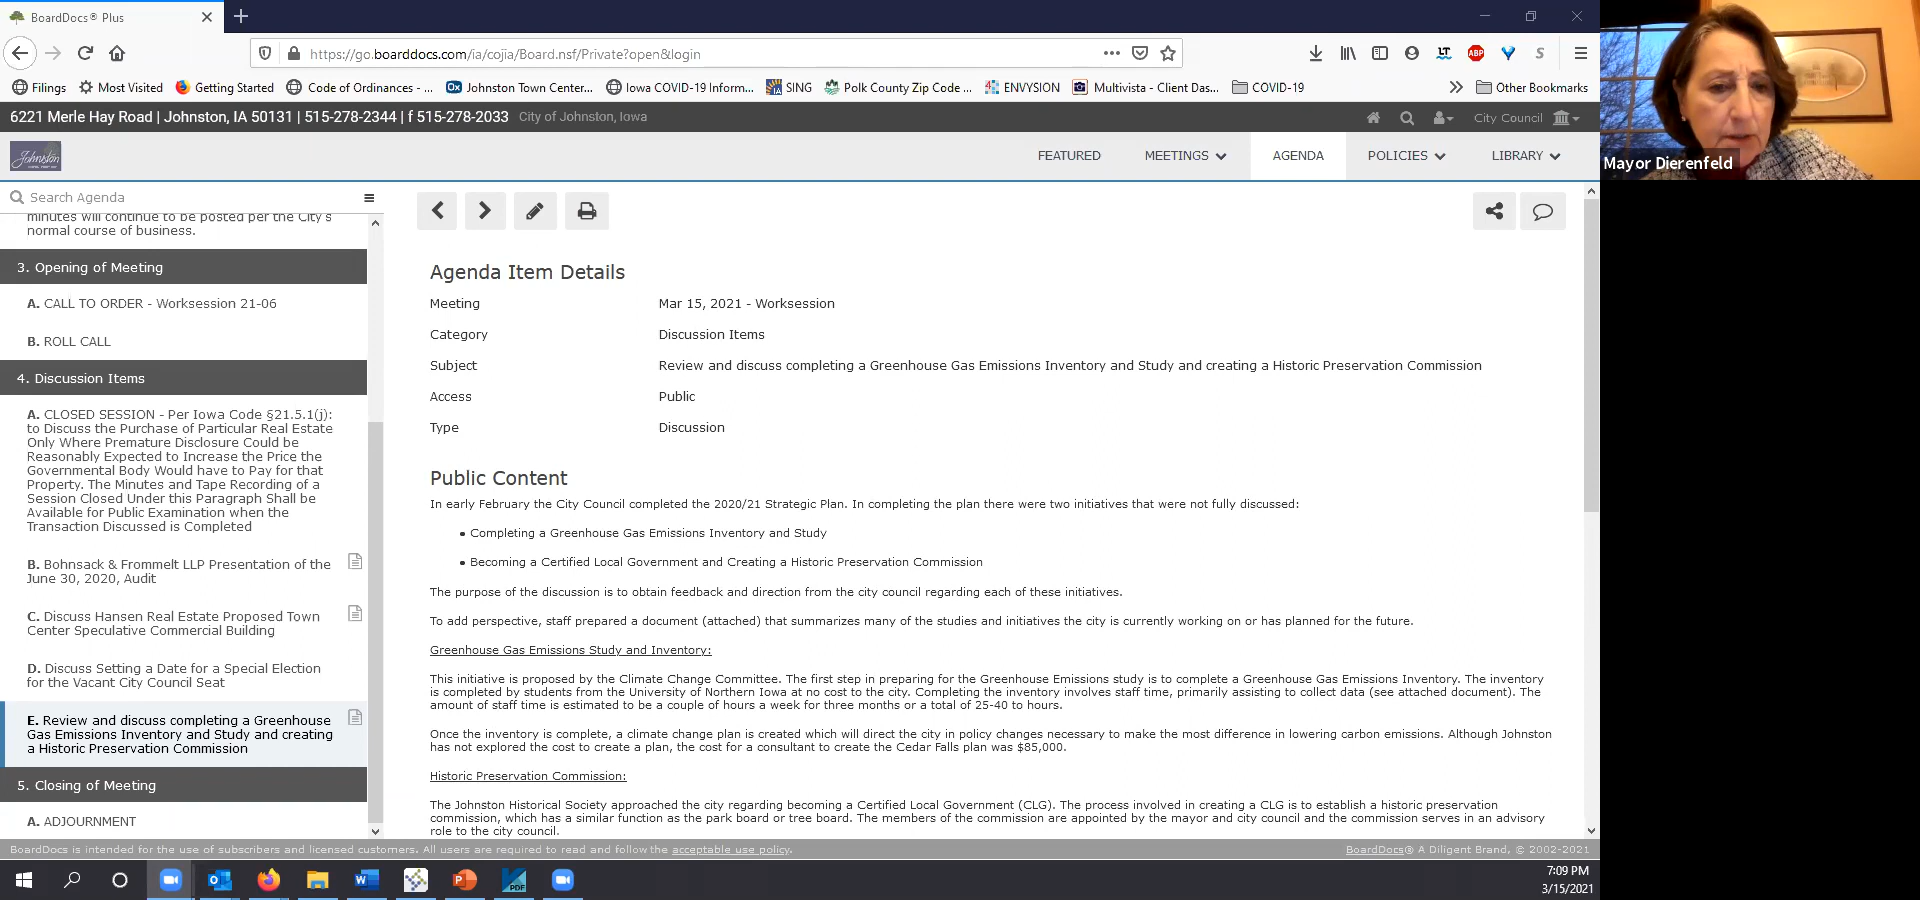 BoardDocs® Plus
https://go.boarddocs.com/ia/cojia/Board.nsf/Private?open&login
Filings
Most Visited
Getting Started
Code of Ordinances - ...
Johnston Town Center...
Iowa COVID-19 Inform...
SING
Polk County Zip Code ...
ENVYSION
Multivista - Client Das...
COVID-19
Other Bookmarks
6221 Merle Hay Road | Johnston, IA 50131 | 515-278-2344 | f 515-278-2033 City of Johnston, Iowa
City Council
Johnston
FEATURED
MEETINGS
AGENDA
POLICIES
LIBRARY
Search Agenda
minutes will continue to be posted per the City's
normal course of business.
3. Opening of Meeting
A. CALL TO ORDER - Worksession 21-06
B. ROLL CALL
4. Discussion Items
A. CLOSED SESSION - Per Iowa Code §21.5.1(j):
to Discuss the Purchase of Particular Real Estate
Only Where Premature Disclosure Could be
Reasonably Expected to Increase the Price the
Governmental Body Would have to Pay for that
Property. The Minutes and Tape Recording of a
Session Closed Under this Paragraph Shall be
Available for Public Examination when the
Transaction Discussed is Completed
B. Bohnsack & Frommelt LLP Presentation of the
June 30, 2020, Audit
C. Discuss Hansen Real Estate Proposed Town
Center Speculative Commercial Building
D. Discuss Setting a Date for a Special Election
for the Vacant City Council Seat
E. Review and discuss completing a Greenhouse
Gas Emissions Inventory and Study and creating
a Historic Preservation Commission
5. Closing of Meeting
A. ADJOURNMENT
Agenda Item Details
Meeting Mar 15, 2021 - Worksession
Category Discussion Items
Subject Review and discuss completing a Greenhouse Gas Emissions Inventory and Study and creating a Historic Preservation Commission
Access Public
Type Discussion
Public Content
In early February the City Council completed the 2020/21 Strategic Plan. In completing the plan there were two initiatives that were not fully discussed:
• Completing a Greenhouse Gas Emissions Inventory and Study
• Becoming a Certified Local Government and Creating a Historic Preservation Commission
The purpose of the discussion is to obtain feedback and direction from the city council regarding each of these initiatives.
To add perspective, staff prepared a document (attached) that summarizes many of the studies and initiatives the city is currently working on or has planned for the future.
Greenhouse Gas Emissions Study and Inventory:
This initiative is proposed by the Climate Change Committee. The first step in preparing for the Greenhouse Emissions study is to complete a Greenhouse Gas Emissions Inventory. The inventory
is completed by students from the University of Northern Iowa at no cost to the city. Completing the inventory involves staff time, primarily assisting to collect data (see attached document). The
amount of staff time is estimated to be a couple of hours a week for three months or a total of 25-40 to hours.
Once the inventory is complete, a climate change plan is created which will direct the city in policy changes necessary to make the most difference in lowering carbon emissions. Although Johnston
has not explored the cost to create a plan, the cost for a consultant to create the Cedar Falls plan was $85,000.
Historic Preservation Commission:
The Johnston Historical Society approached the city regarding becoming a Certified Local Government (CLG). The process involved in creating a CLG is to establish a historic preservation
commission, which has a similar function as the park board or tree board. The members of the commission are appointed by the mayor and city council and the commission serves in an advisory
role to the city council.
BoardDocs is intended for the use of subscribers and licensed customers. All users are required to read and follow the acceptable use policy.
BoardDocs® A Diligent Brand, © 2002-2021
7:09 PM
3/15/2021
Mayor Dierenfeld